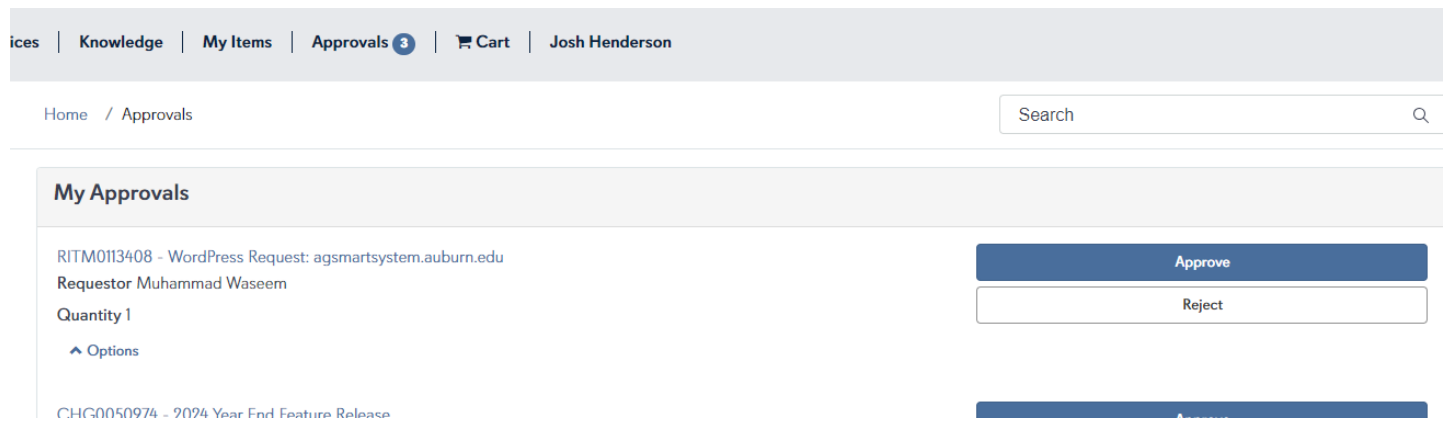 ices | Knowledge | My Items | Approvals 3 | Cart | Josh Henderson
Home / Approvals
Search
My Approvals
RITM0113408 - WordPress Request: agsmartsystem.auburn.edu
Approve
Requestor Muhammad Waseem
Reject
Quantity 1
Options
CHG0050974 - 2024 Year End Feature Release
Approve